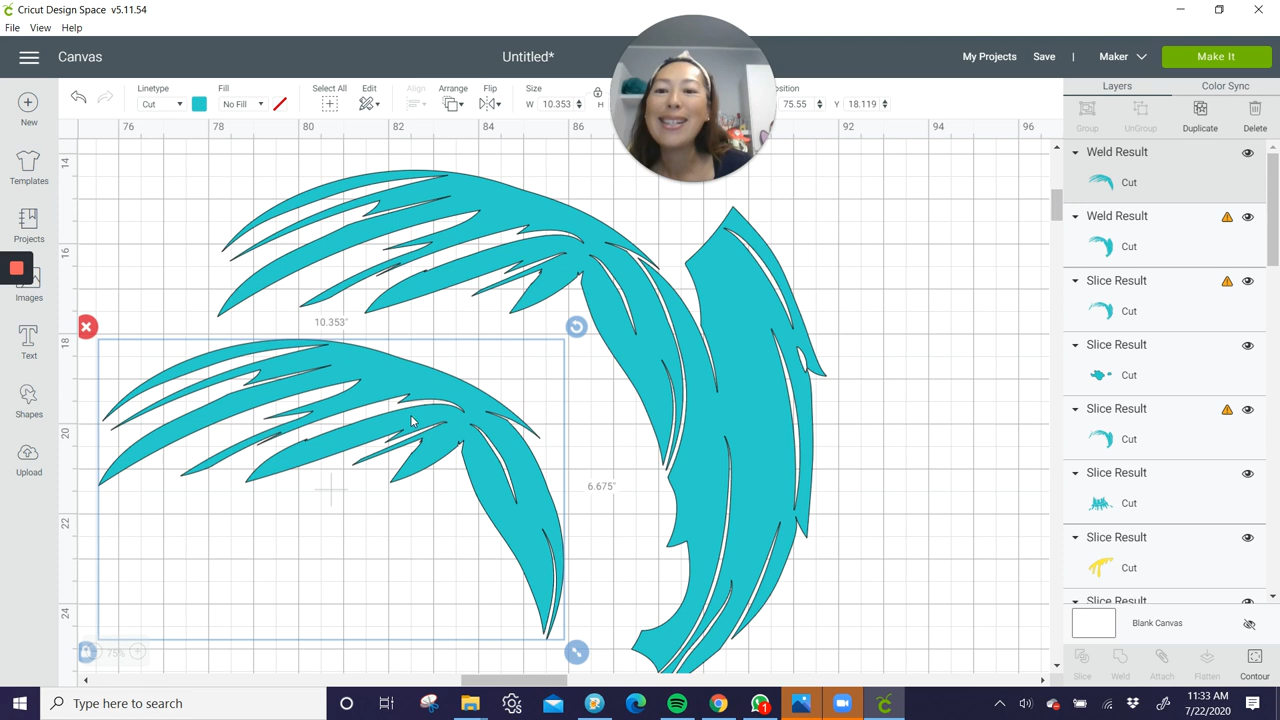 Cricut Design Space v5.11.54
File View Help
Canvas
Untitled*
My Projects Save | Maker Make It
Linetype
Cut
Fill
No Fill
Select All
Edit
Align
Arrange
Flip
Size
W 10.353
H
Position
75.55
18.119
Layers
Color Sync
Group
UnGroup
Duplicate
Delete
New
Templates
Projects
Images
Text
Shapes
Upload
76 78 80 82 84 86 92 94 96
14
16
18
20
22
24
10.353"
6.675"
75%
Weld Result
Cut
Weld Result
Cut
Slice Result
Cut
Slice Result
Cut
Slice Result
Cut
Slice Result
Cut
Slice Result
Cut
Slice Result
Blank Canvas
Slice
Weld
Attach
Flatten
Contour
Type here to search
1
11:33 AM
7/22/2020